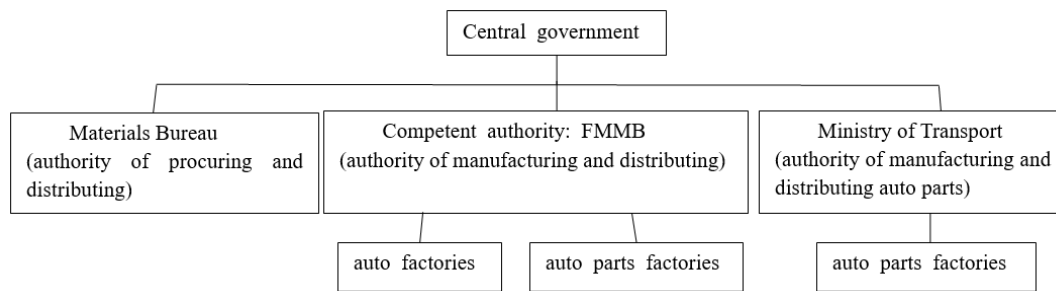 Central government
Materials Bureau
(authority of procuring and
distributing)
Competent authority: FMMB
(authority of manufacturing and distributing)
Ministry of Transport
(authority of manufacturing and
distributing auto parts)
auto factories
auto parts factories
auto parts factories